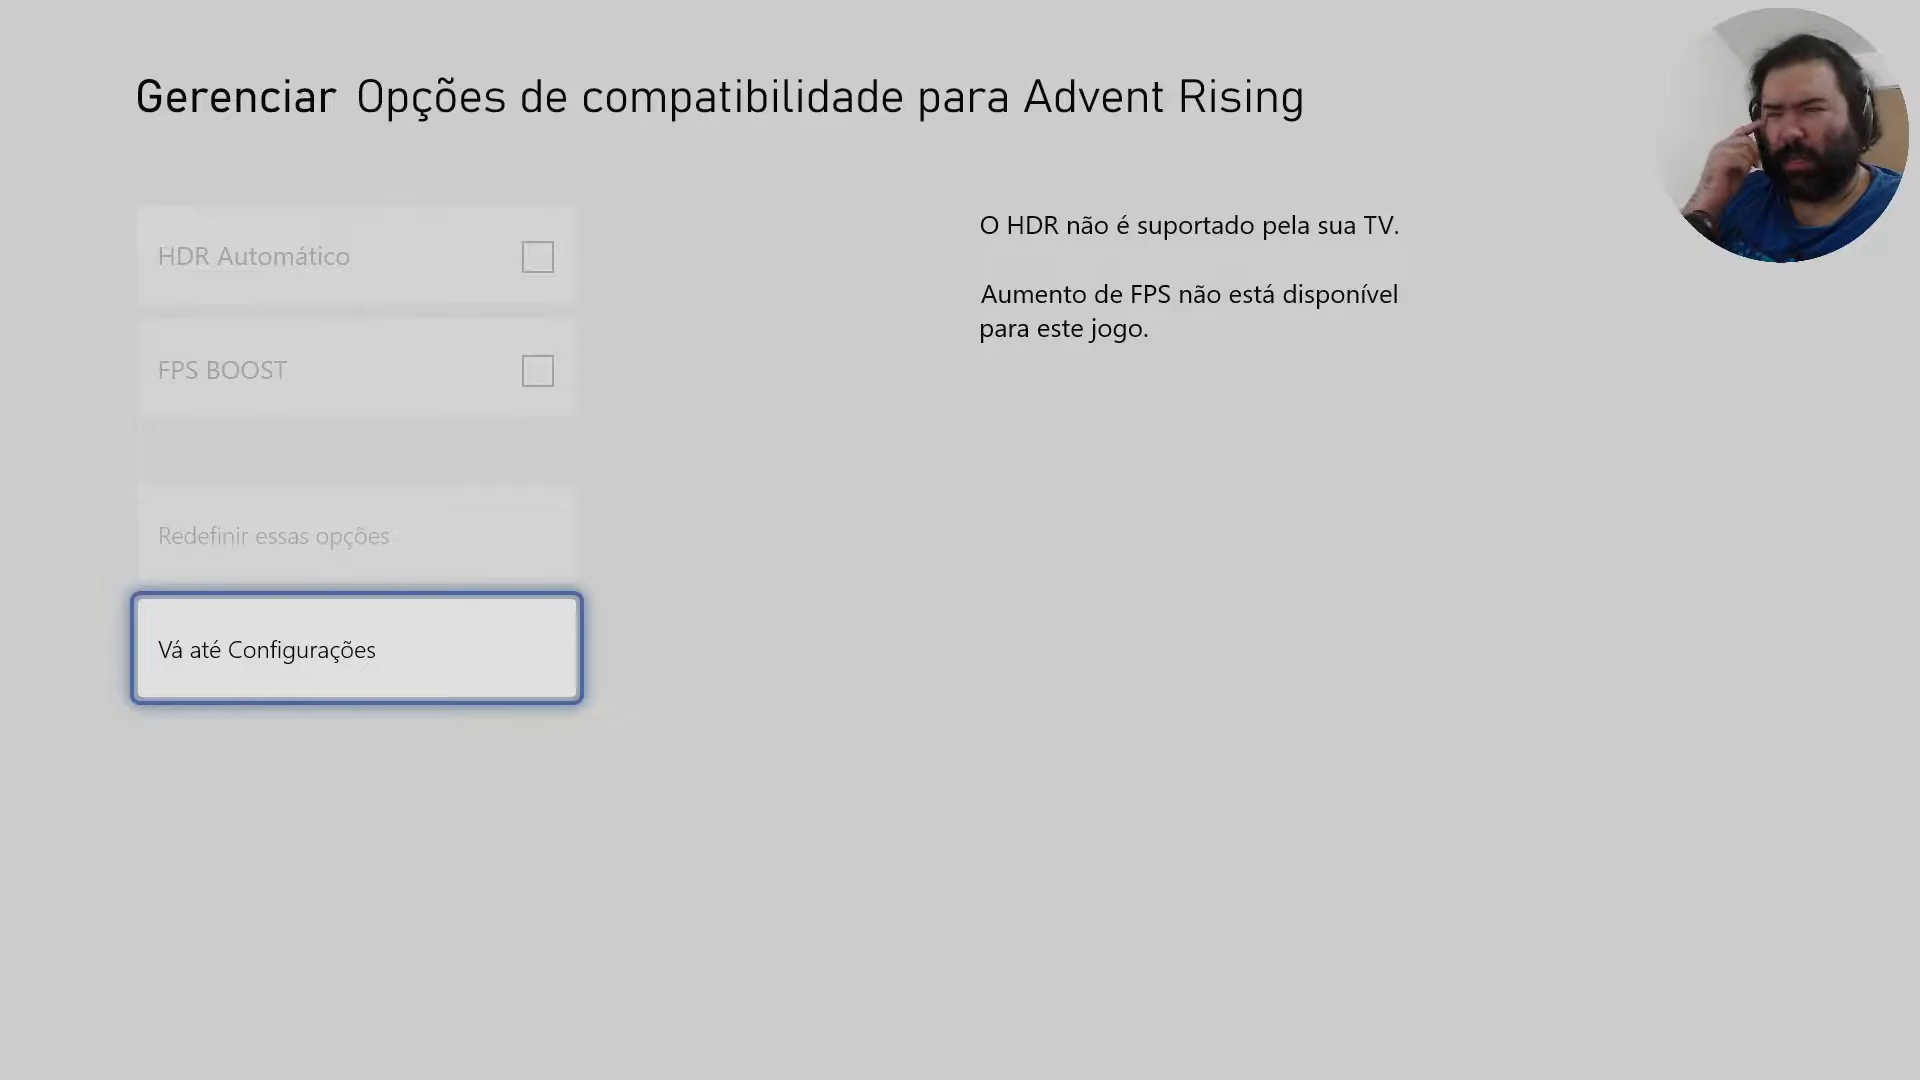 Gerenciar Opções de compatibilidade para Advent Rising
HDR Automático
FPS BOOST
Redefinir essas opções
Vá até Configurações
O HDR não é suportado pela sua TV.
Aumento de FPS não está disponível
para este jogo.